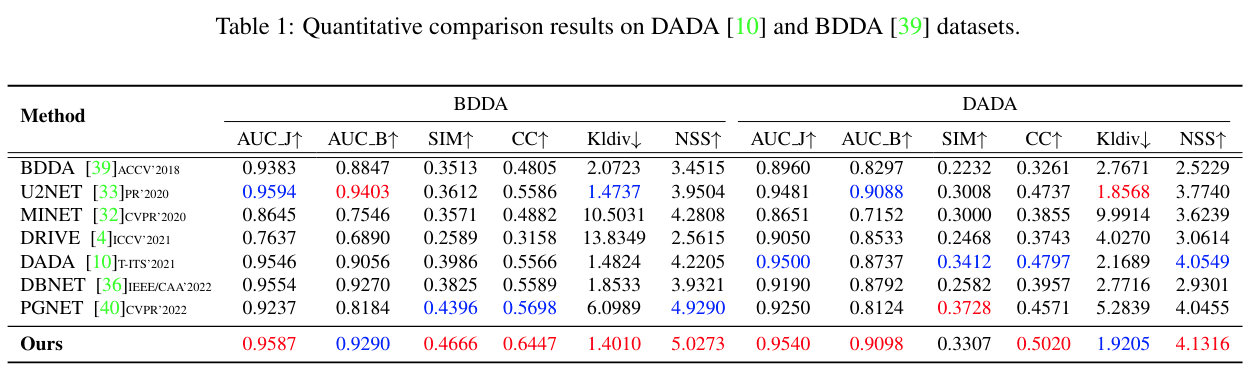 Table 1: Quantitative comparison results on DADA [10] and BDDA [39] datasets.
Method BDDA DADA
AUC_J↑ AUC_B↑ SIM↑ CC↑ Kldiv↓ NSS↑ AUC_J↑ AUC_B↑ SIM↑ CC↑ Kldiv↓ NSS↑
BDDA [39]ACCV'2018 0.9383 0.8847 0.3513 0.4805 2.0723 3.4515 0.8960 0.8297 0.2232 0.3261 2.7671 2.5229
U2NET [33]PR'2020 0.9594 0.9403 0.3612 0.5586 1.4737 3.9504 0.9481 0.9088 0.3008 0.4737 1.8568 3.7740
MINET [32]CVPR'2020 0.8645 0.7546 0.3571 0.4882 10.5031 4.2808 0.8651 0.7152 0.3000 0.3855 9.9914 3.6239
DRIVE [4]ICCV'2021 0.7637 0.6890 0.2589 0.3158 13.8349 2.5615 0.9050 0.8533 0.2468 0.3743 4.0270 3.0614
DADA [10]T-ITS'2021 0.9546 0.9056 0.3986 0.5566 1.4824 4.2205 0.9500 0.8737 0.3412 0.4797 2.1689 4.0549
DBNET [36]IEEE/CAA'2022 0.9554 0.9270 0.3825 0.5589 1.8533 3.9321 0.9190 0.8792 0.2582 0.3957 2.7716 2.9301
PGNET [40]CVPR'2022 0.9237 0.8184 0.4396 0.5698 6.0989 4.9290 0.9250 0.8124 0.3728 0.4571 5.2839 4.0455
Ours 0.9587 0.9290 0.4666 0.6447 1.4010 5.0273 0.9540 0.9098 0.3307 0.5020 1.9205 4.1316